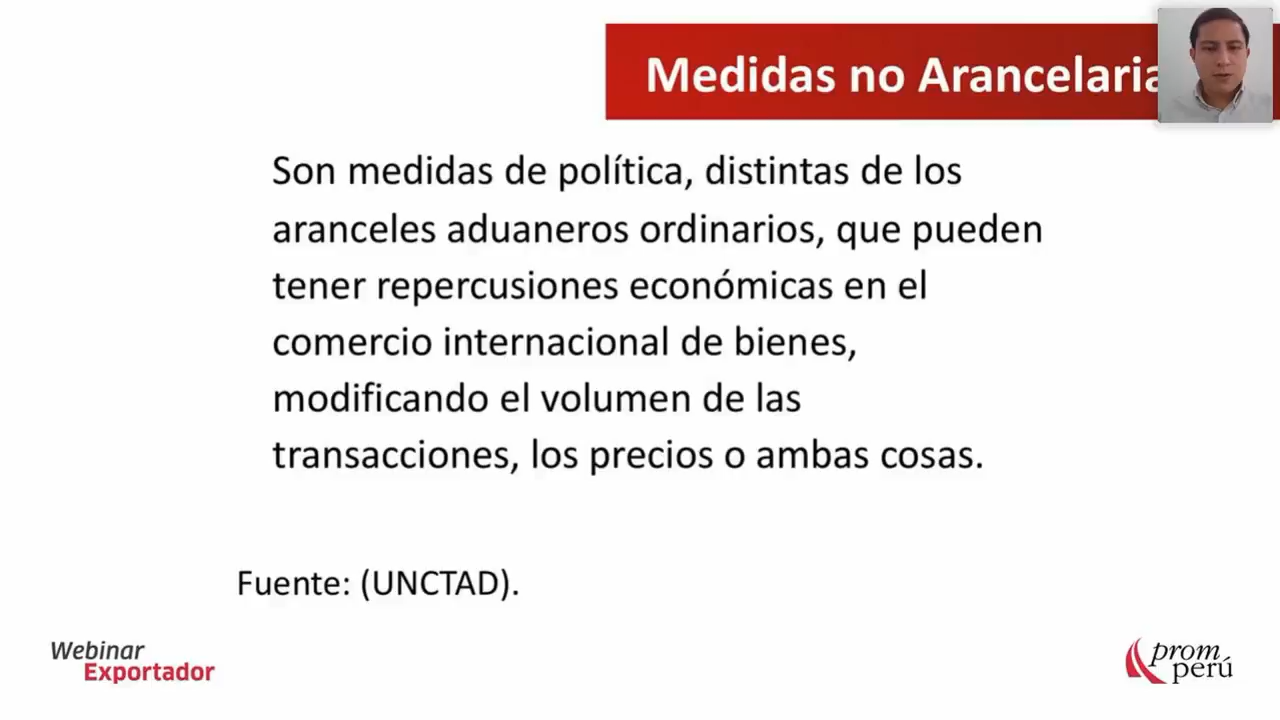 Medidas no Arancelaria
Son medidas de política, distintas de los
aranceles aduaneros ordinarios, que pueden
tener repercusiones económicas en el
comercio internacional de bienes,
modificando el volumen de las
transacciones, los precios o ambas cosas.
Fuente: (UNCTAD).
Webinar
Exportador
prom
perú